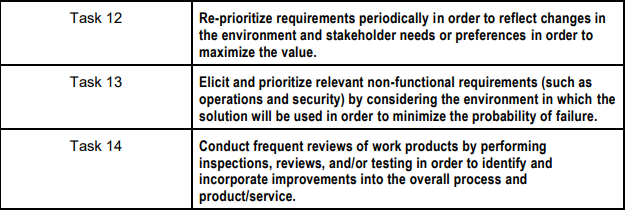 Task 12
Re-prioritize requirements periodically in order to reflect changes in
the environment and stakeholder needs or preferences in order to
maximize the value.
Task 13
Elicit and prioritize relevant non-functional requirements (such as
operations and security) by considering the environment in which the
solution will be used in order to minimize the probability of failure.
Task 14
Conduct frequent reviews of work products by performing
inspections, reviews, and/or testing in order to identify and
incorporate improvements into the overall process and
product/service.